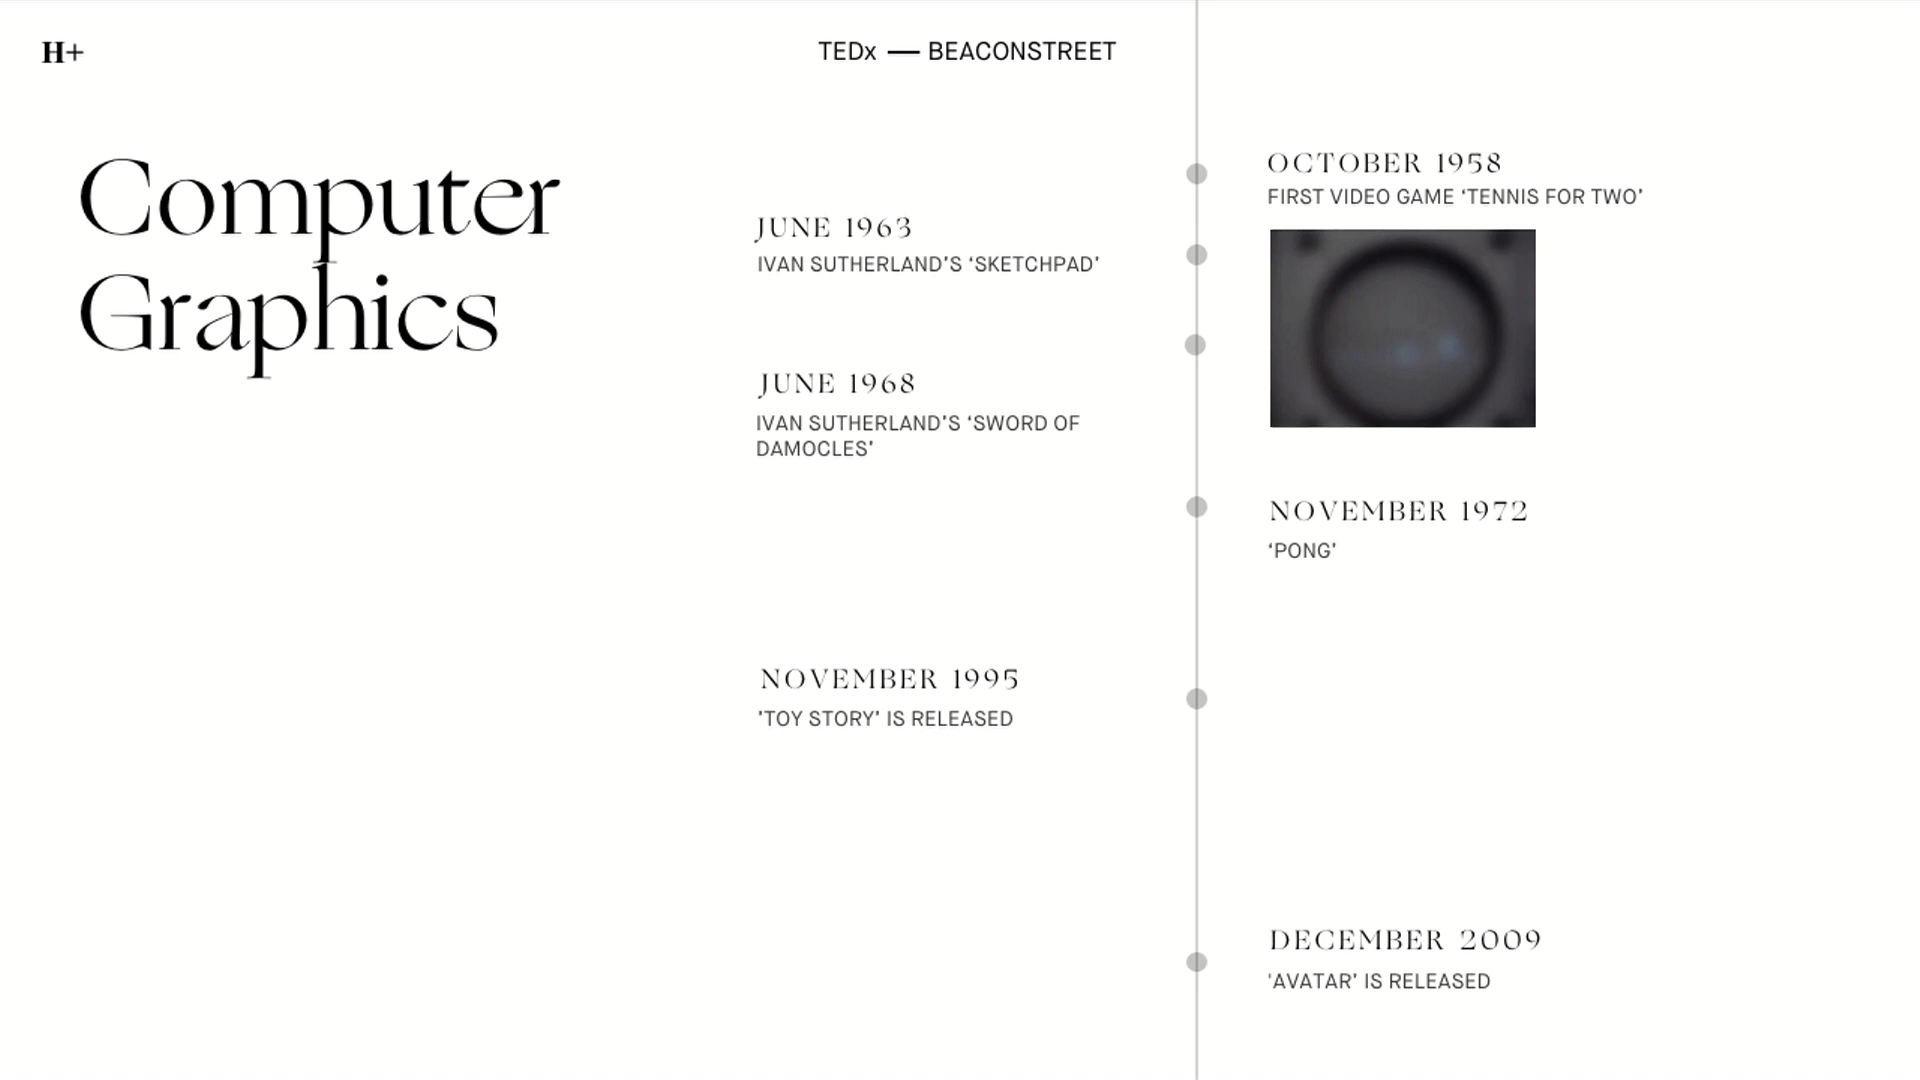 H+
TEDx — BEACONSTREET
Computer
Graphics
OCTOBER 1958
FIRST VIDEO GAME ‘TENNIS FOR TWO’
JUNE 1963
IVAN SUTHERLAND’S ‘SKETCHPAD’
JUNE 1968
IVAN SUTHERLAND’S ‘SWORD OF
DAMOCLES’
NOVEMBER 1972
‘PONG’
NOVEMBER 1995
’TOY STORY’ IS RELEASED
DECEMBER 2009
'AVATAR’ IS RELEASED